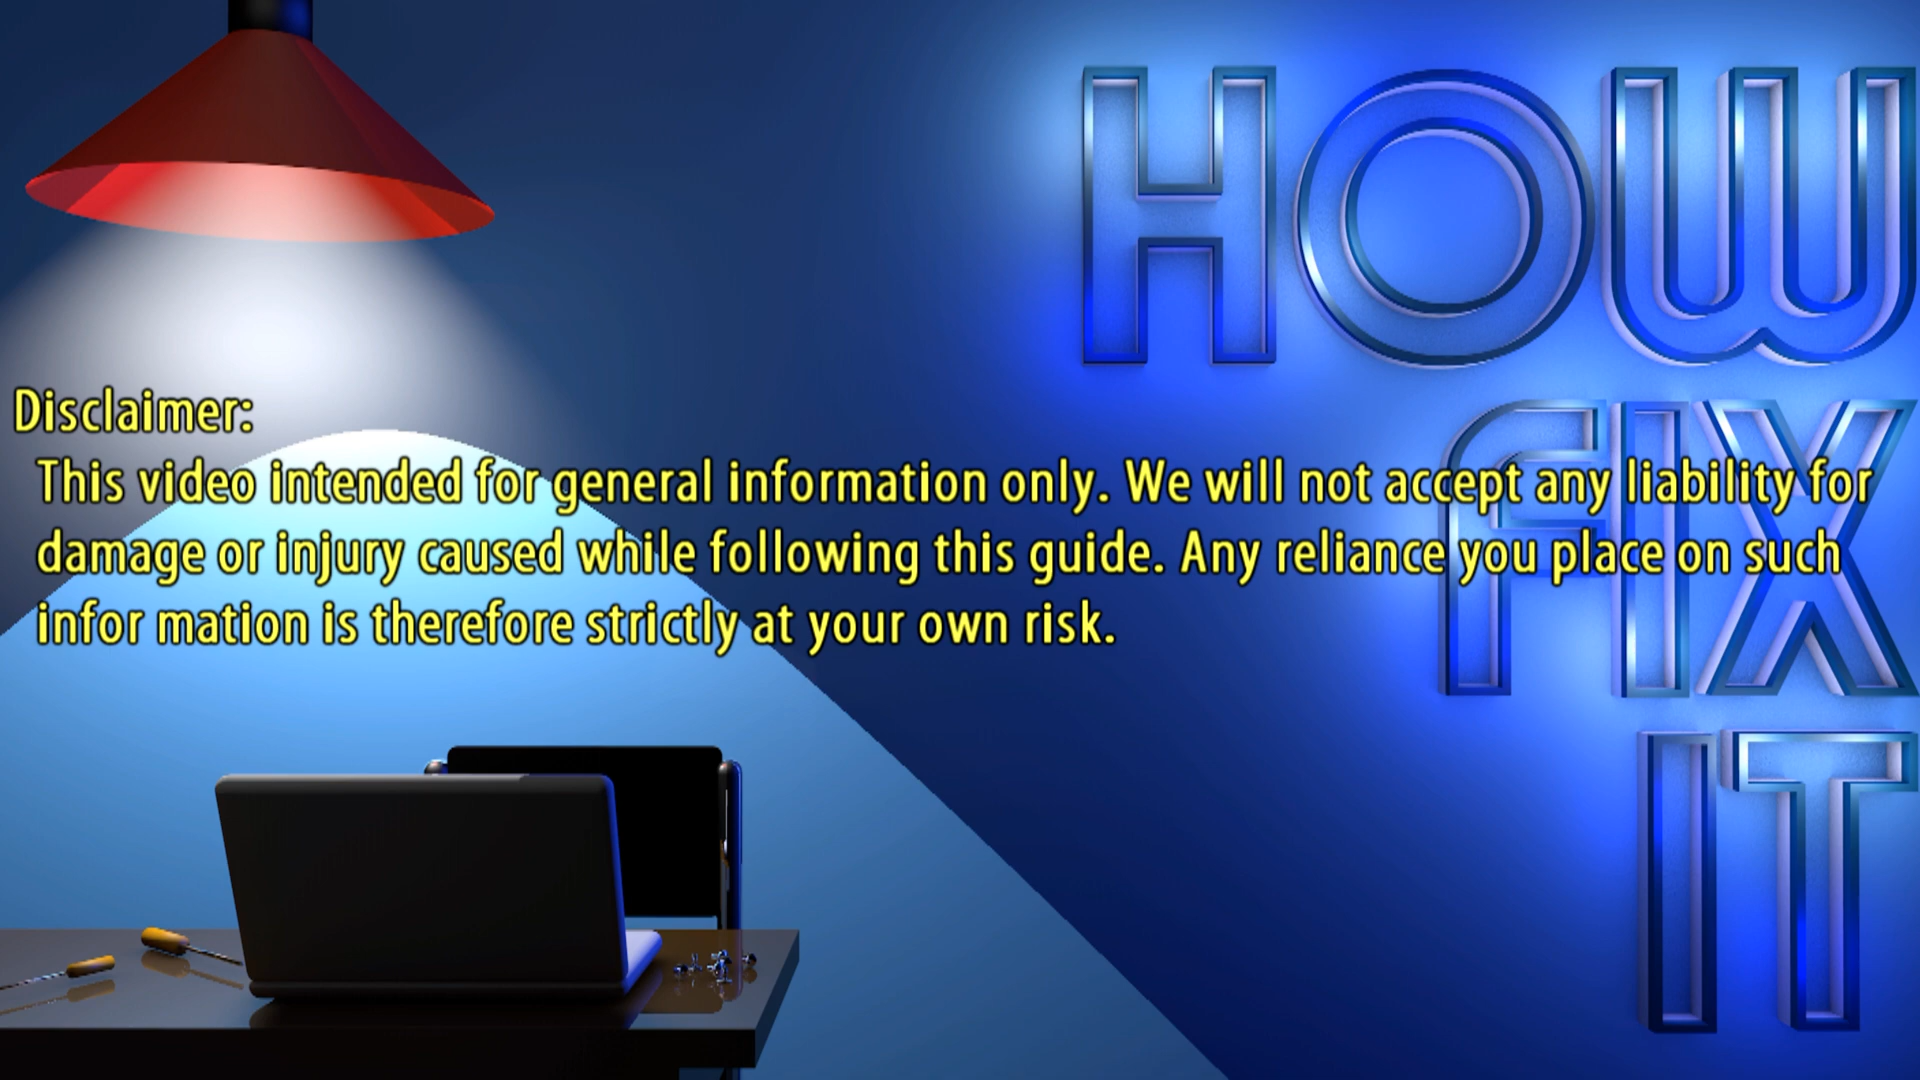 HOW
FIX
IT
Disclaimer:
This video intended for general information only. We will not accept any liability for
damage or injury caused while following this guide. Any reliance you place on such
infor mation is therefore strictly at your own risk.